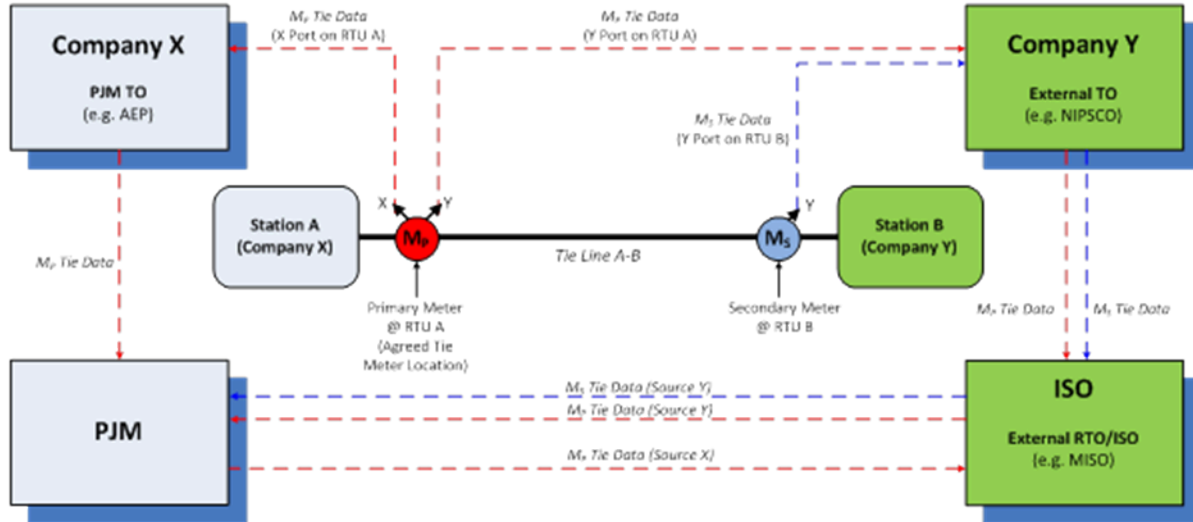 Company X
PJM TO
(e.g. AEP)
Mₚ Tie Data
(X Port on RTU A)
Mₚ Tie Data
(Y Port on RTU A)
Company Y
External TO
(e.g. NIPSCO)
Mₛ Tie Data
(Y Port on RTU B)
Station A
(Company X)
X
Y
Mₚ
Tie Line A-B
Y
Mₛ
Station B
(Company Y)
Mₚ Tie Data
Primary Meter
@ RTU A
(Agreed Tie
Meter Location)
Secondary Meter
@ RTU B
Mₚ Tie Data
Mₛ Tie Data
PJM
Mₛ Tie Data (Source Y)
Mₚ Tie Data (Source Y)
Mₚ Tie Data (Source X)
ISO
External RTO/ISO
(e.g. MISO)